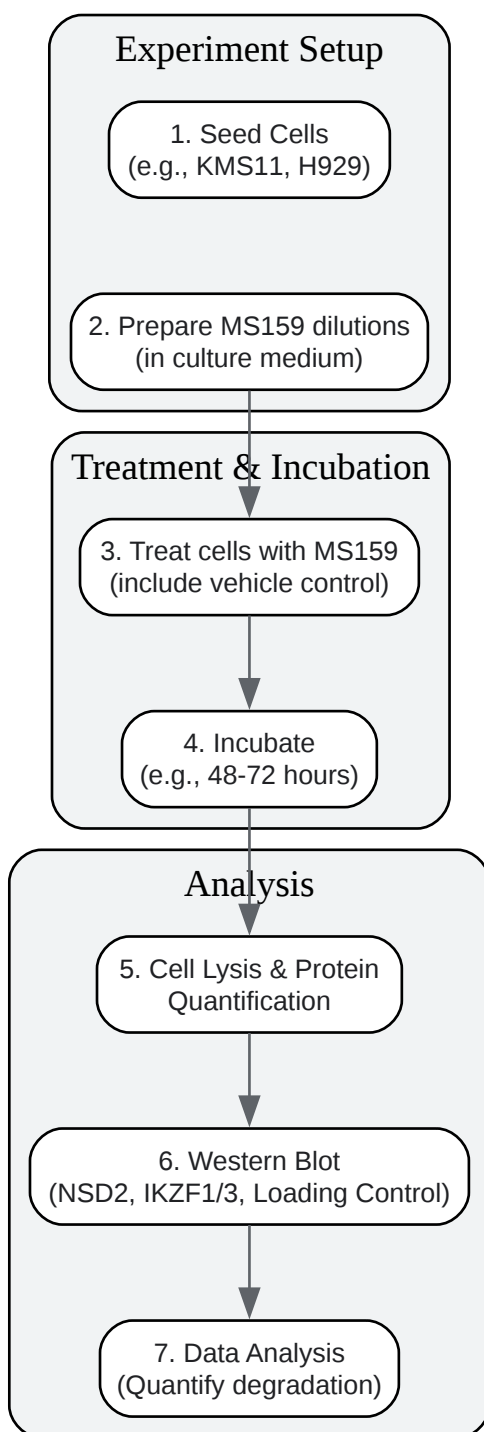 Experiment Setup
1. Seed Cells
(e.g., KMS11, H929)
2. Prepare MS159 dilutions
(in culture medium)
Treatment & Incubation
3. Treat cells with MS159
(include vehicle control)
4. Incubate
(e.g., 48-72 hours)
Analysis
5. Cell Lysis & Protein
Quantification
6. Western Blot
(NSD2, IKZF1/3, Loading Control)
7. Data Analysis
(Quantify degradation)